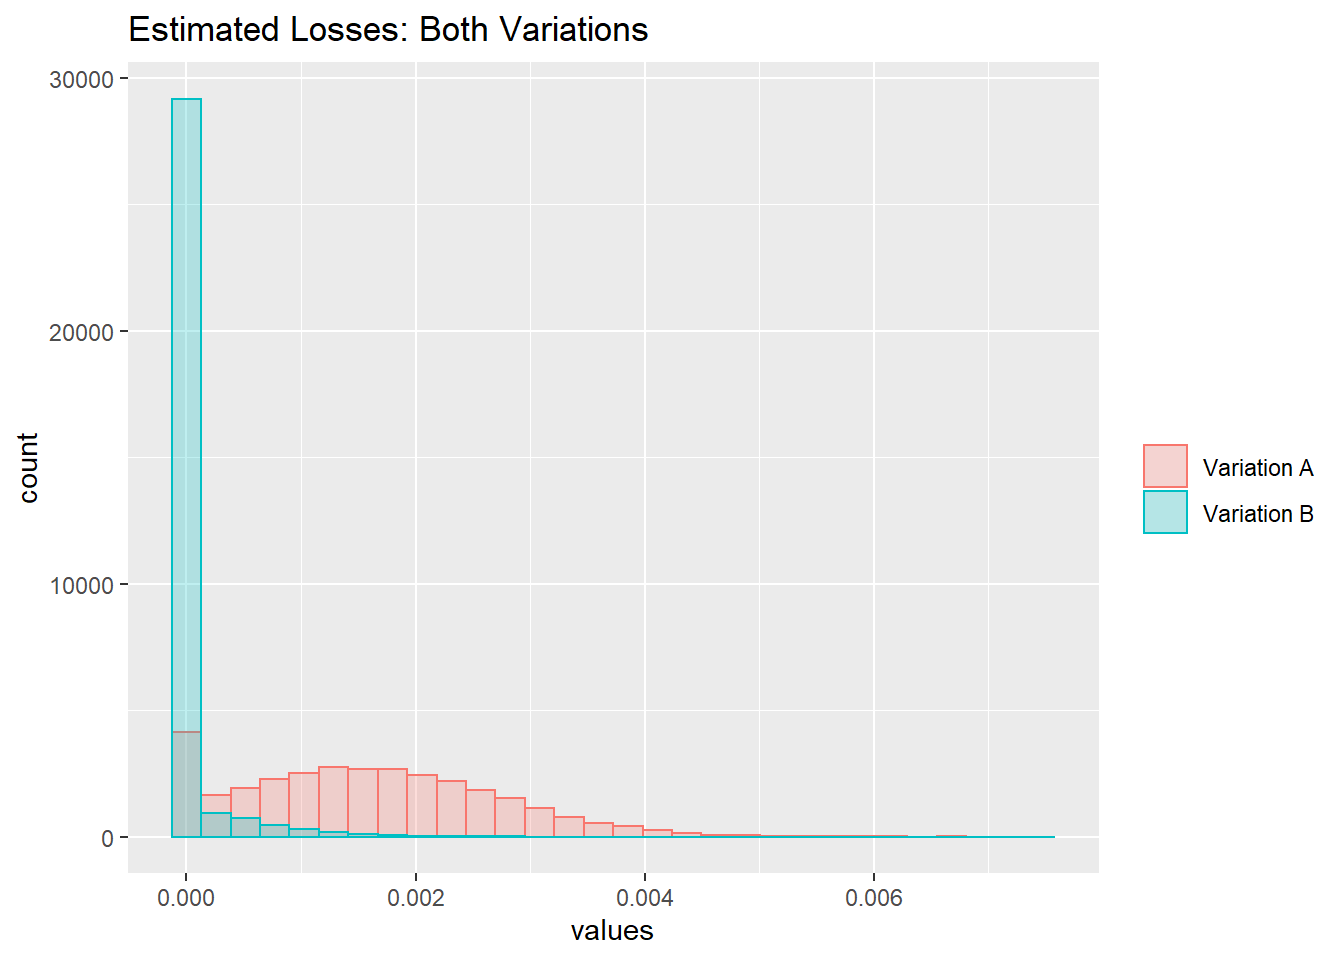 Estimated Losses: Both Variations
30000
20000
10000
0
count
0.000 0.002 0.004 0.006
values
Variation A
Variation B